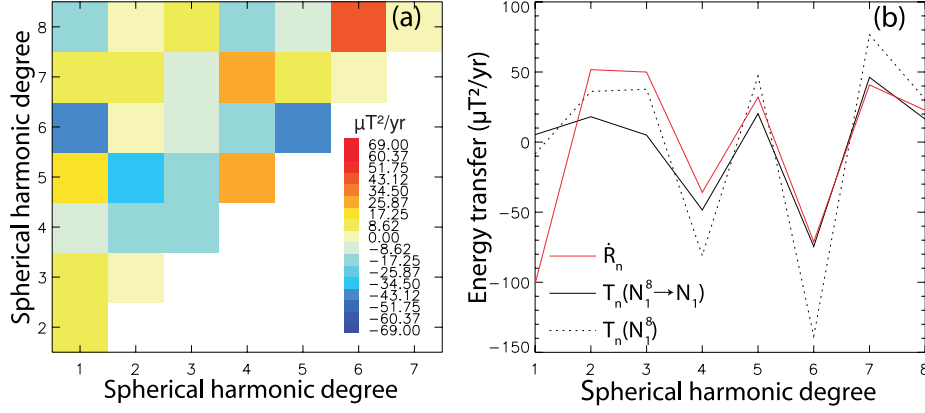 (a)
Spherical harmonic degree
8
7
6
5
4
3
2
μT²/yr
69.00
60.37
51.75
43.12
34.50
25.87
17.25
8.62
0.00
−8.62
−17.25
−25.87
−34.50
−43.12
−51.75
−60.37
−69.00
1 2 3 4 5 6 7
Spherical harmonic degree
(b)
Energy transfer (μT²/yr)
100
50
0
−50
−100
−150
Ṙn
Tn(N⁸₁→N₁)
Tn(N⁸₁)
1 2 3 4 5 6 7 8
Spherical harmonic degree